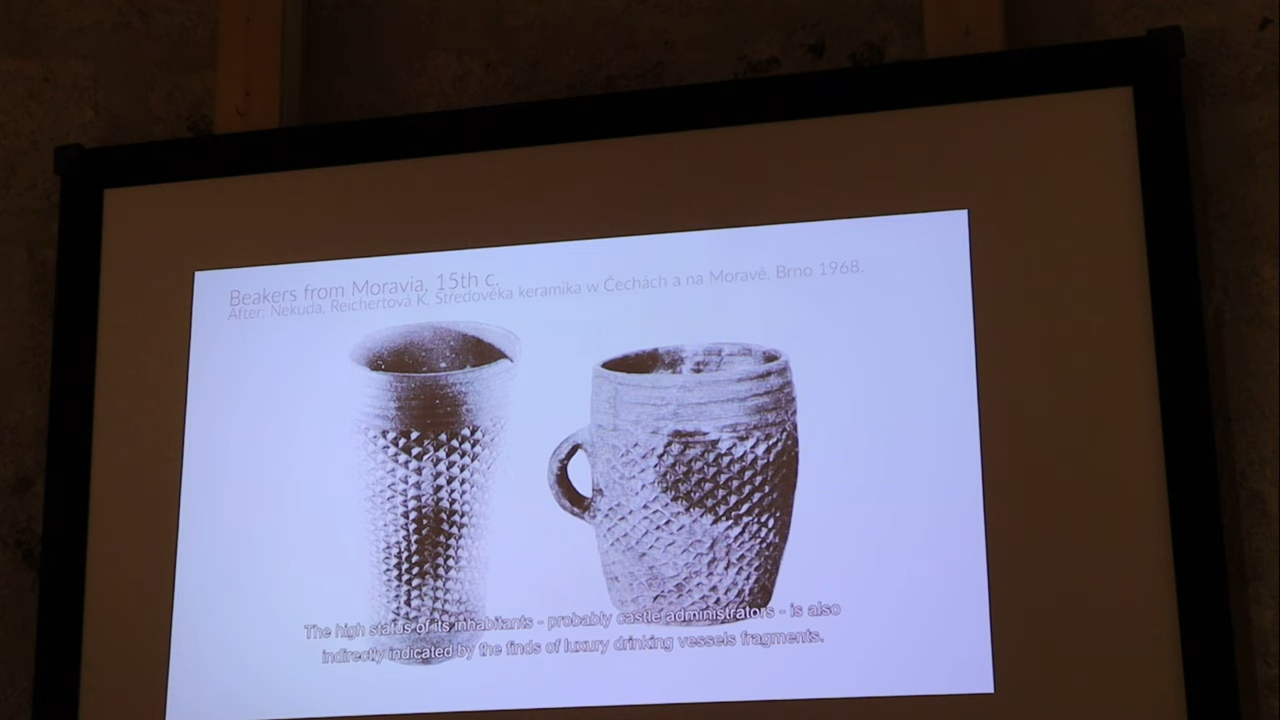 Beakers from Moravia, 15th c.
After: Nekuda, Reichertová K. Středověka keramika w Čechách a na Moravě, Brno 1968.
The high status of its inhabitants - probably castle administrators - is also
indirectly indicated by the finds of luxury drinking vessels fragments.